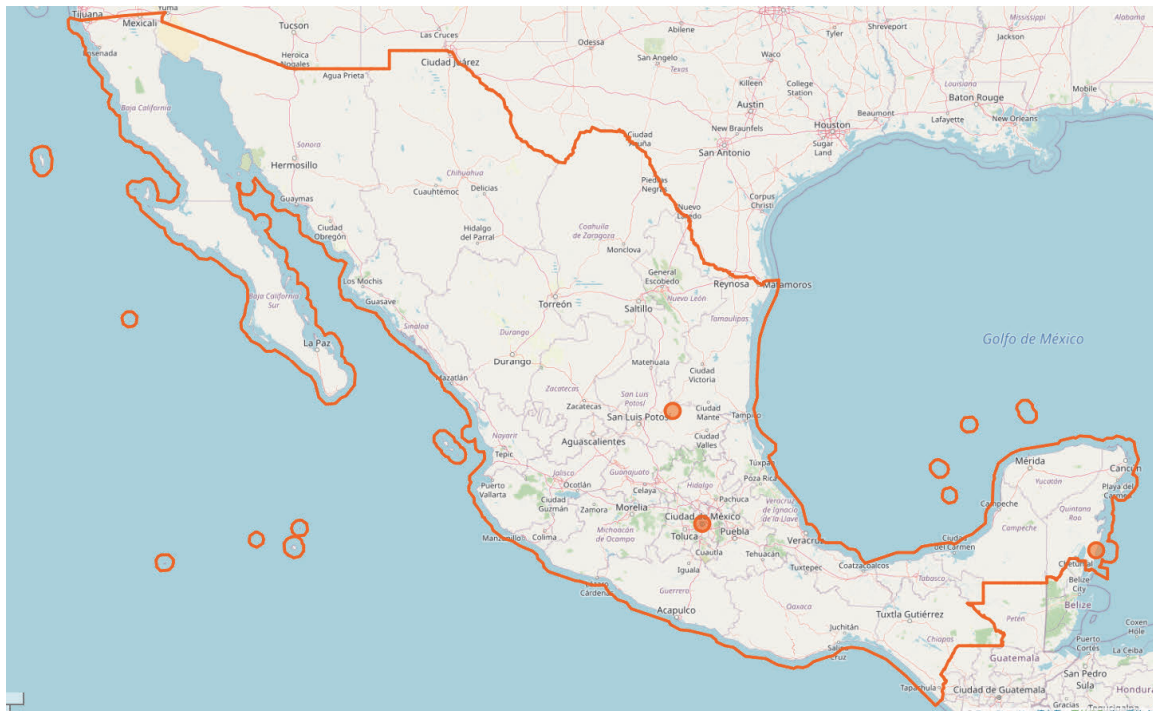 Tijuana
Mexicali
Yuma
Tucson
Las Cruces
Odessa
Abilene
Tyler
Shreveport
Mississippi
Alabama
Ensenada
Heroica
Nogales
Agua Prieta
Ciudad Juárez
San Angelo
Texas
Waco
Jackson
Killeen
College
Station
Louisiana
Mobile
Baton Rouge
Beaumont
Lafayette
New Orleans
Austin
New Braunfels
Houston
Sugar
Land
San Antonio
Baja California
Sonora
Hermosillo
Chihuahua
Cuauhtémoc
Delicias
Ciudad
Acuña
Piedras
Negras
Corpus
Christi
Guaymas
Ciudad
Obregón
Hidalgo
del Parral
Coahuila
de Zaragoza
Nuevo
Laredo
Monclova
Los Mochis
Guasave
General
Escobedo
Reynosa
Matamoros
Baja California
Sur
Torreón
Saltillo
Nuevo León
Tamaulipas
Sinaloa
Durango
La Paz
Durango
Matehuala
Ciudad
Victoria
Golfo de México
Mazatlán
Zacatecas
San Luis
Potosí
Zacatecas
San Luis Potosí
Ciudad
Mante
Tampico
Nayarit
Tepic
Aguascalientes
Ciudad
Valles
Puerto
Vallarta
Jalisco
Ocotlán
Guanajuato
Celaya
Hidalgo
Pachuca
Túxpan
Poza Rica
Mérida
Cancún
Yucatán
Playa del
Carmen
Ciudad
Guzmán
Zamora
Morelia
Ciudad de México
Veracruz
de Ignacio
de la Llave
Campeche
Quintana
Roo
Campeche
Manzanillo
Colima
Michoacán
de Ocampo
Toluca
Puebla
Veracruz
Cuautla
Tehuacán
Tuxtepec
Coatzacoalcos
Ciudad
del Carmen
Chetumal
Iguala
Lázaro
Cárdenas
Guerrero
Tabasco
Belize
City
Belize
Acapulco
Oaxaca
Tuxtla Gutiérrez
Petén
Juchitán
Chiapas
Salina
Cruz
Puerto
Cortés
Coxen
Hole
La Ceiba
Guatemala
San Pedro
Sula
Tapachula
Ciudad de Guatemala
Gracias
Honduras
Tegucigalpa